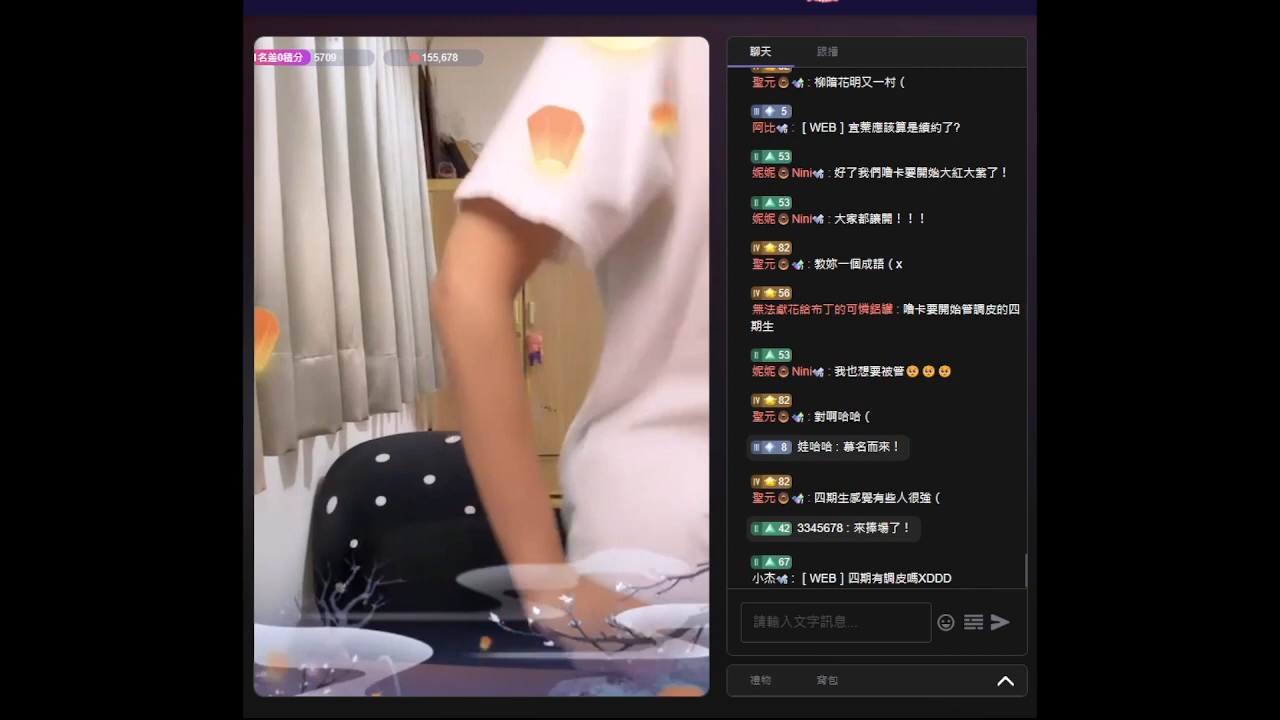 1名差0積分 5709
155,678
聊天 跟播
聖元 : 柳暗花明又一村（
III 5
阿比 : [ WEB ] 宜蓁應該算是續約了?
II 53
妮妮 Nini : 好了我們嚕卡要開始大紅大紫了！
II 53
妮妮 Nini : 大家都讓開！！！
IV 82
聖元 : 教妳一個成語（x
IV 56
無法獻花給布丁的可憐鋁罐 : 嚕卡要開始管調皮的四
期生
II 53
妮妮 Nini : 我也想要被管🥺🥺🥺
IV 82
聖元 : 對啊哈哈（
III 8 娃哈哈 : 慕名而來！
IV 82
聖元 : 四期生感覺有些人很強（
II 42 3345678 : 來捧場了！
II 67
小杰 : [ WEB ] 四期有調皮嗎XDDD
請輸入文字訊息...
禮物 背包